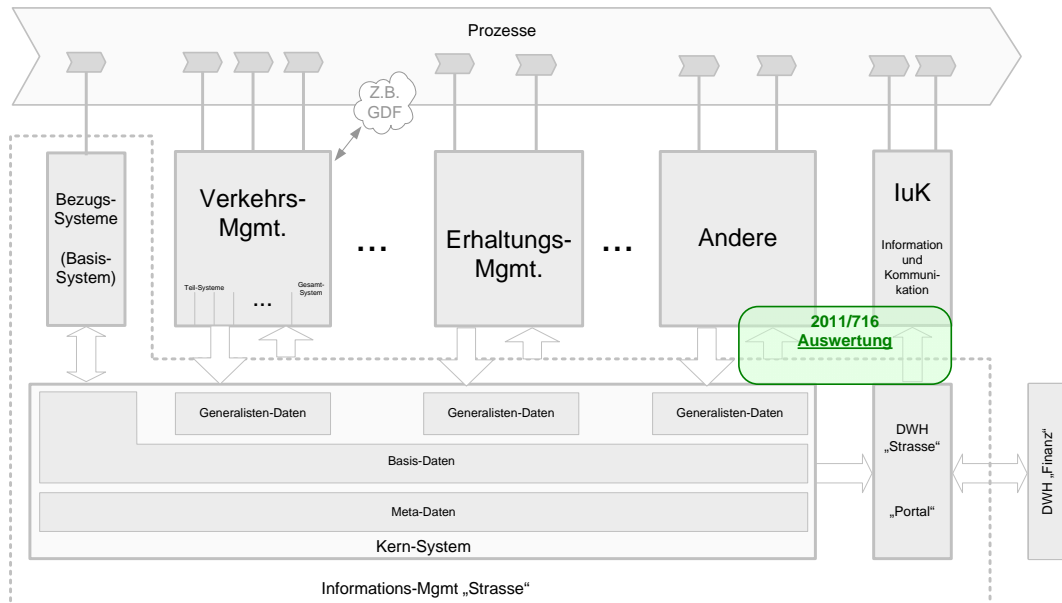 Prozesse
Z.B.
GDF
Bezugs-
Systeme
(Basis-
System)
Verkehrs-
Mgmt.
Teil-Systeme
...
Gesamt-
System
...
Erhaltungs-
Mgmt.
...
Andere
IuK
Information
und
Kommuni-
kation
2011/716
Auswertung
Generalisten-Daten
Generalisten-Daten
Generalisten-Daten
Basis-Daten
Meta-Daten
Kern-System
DWH
„Strasse“
„Portal“
DWH „Finanz“
Informations-Mgmt „Strasse“